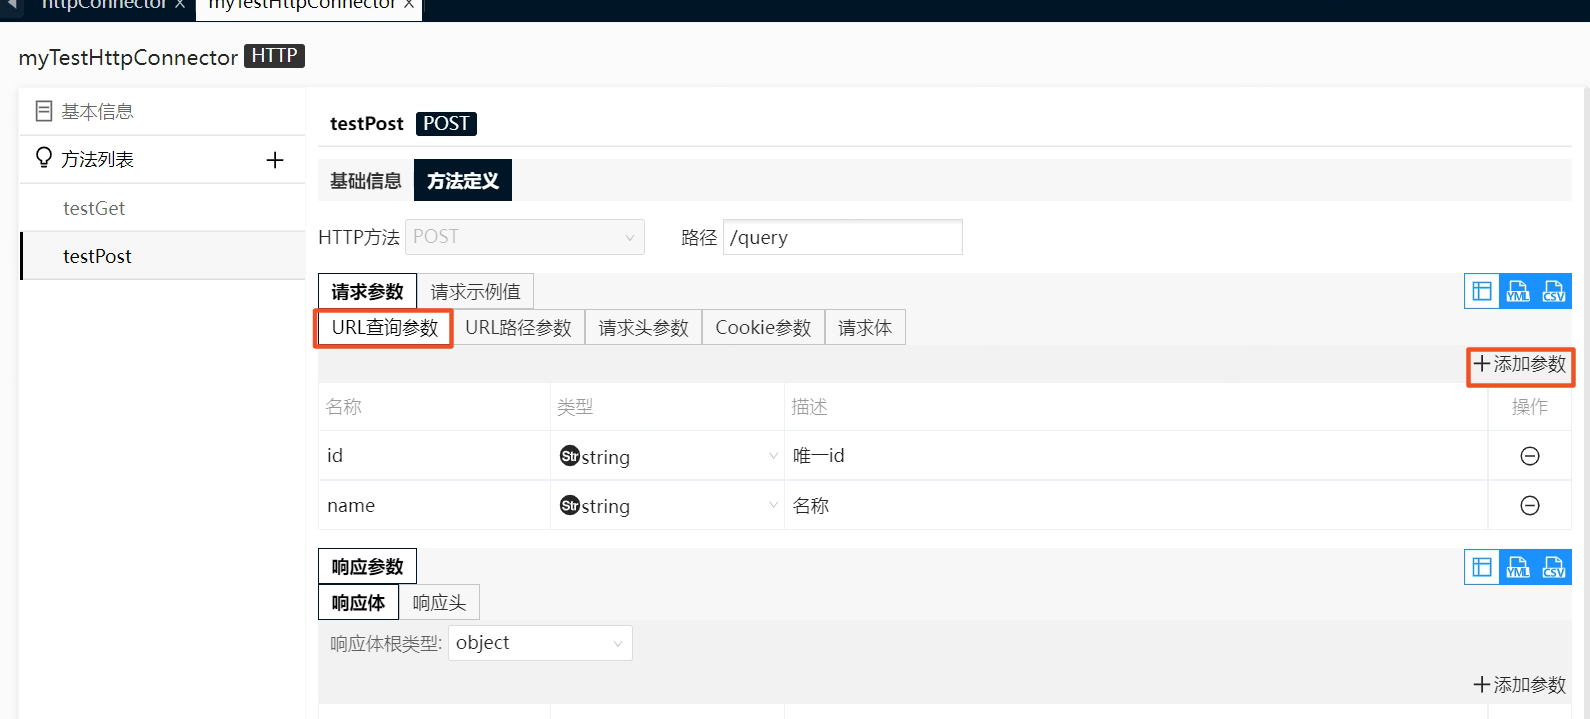 httpConnector X myTestHttpConnector X
myTestHttpConnector HTTP
基本信息
方法列表
testGet
testPost
testPost POST
基础信息 方法定义
HTTP方法 POST 路径 /query
请求参数 请求示例值 YML CSV
URL查询参数 URL路径参数 请求头参数 Cookie参数 请求体
+添加参数
名称 类型 描述 操作
id Str string 唯一id
name Str string 名称
响应参数 YML CSV
响应体 响应头
响应体根类型: object
+添加参数